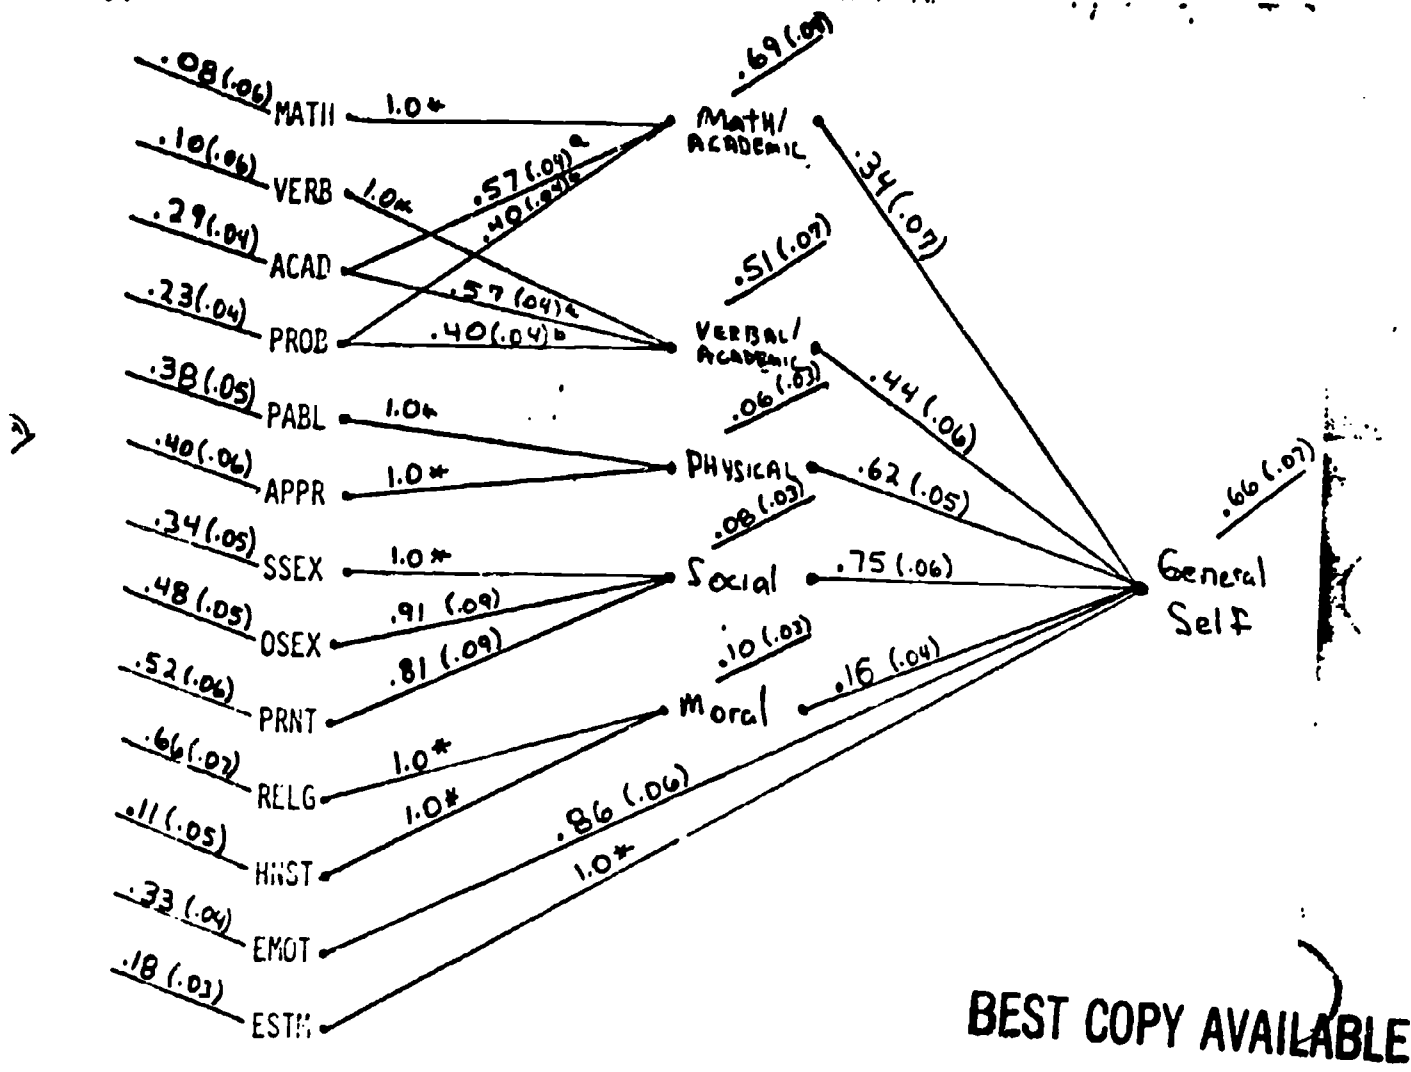 .08(.06) MATH 1.0*
.10(.06) VERB 1.0*
.29(.04) ACAD .57(.04)a .57(.04)a
.23(.04) PROB .40(.04)b .40(.04)b
.38(.05) PABL 1.0*
.40(.06) APPR 1.0*
.34(.05) SSEX 1.0*
.48(.05) OSEX .91 (.09)
.52(.06) PRNT .81 (.09)
.66(.07) RELG 1.0*
.11(.05) HNST 1.0*
.33 (.04) EMOT .86 (.06)
.18 (.03) ESTM 1.0*
.69(.09)
Math/
ACADEMIC
.34(.07)
.51(.07)
VERBAL/
ACADEMIC
.44(.06)
.06(.03)
PHYSICAL
.62(.05)
.08(.03)
Social
.75(.06)
.10(.03)
Moral
.16(.04)
.66(.07)
General
Self
BEST COPY AVAILABLE